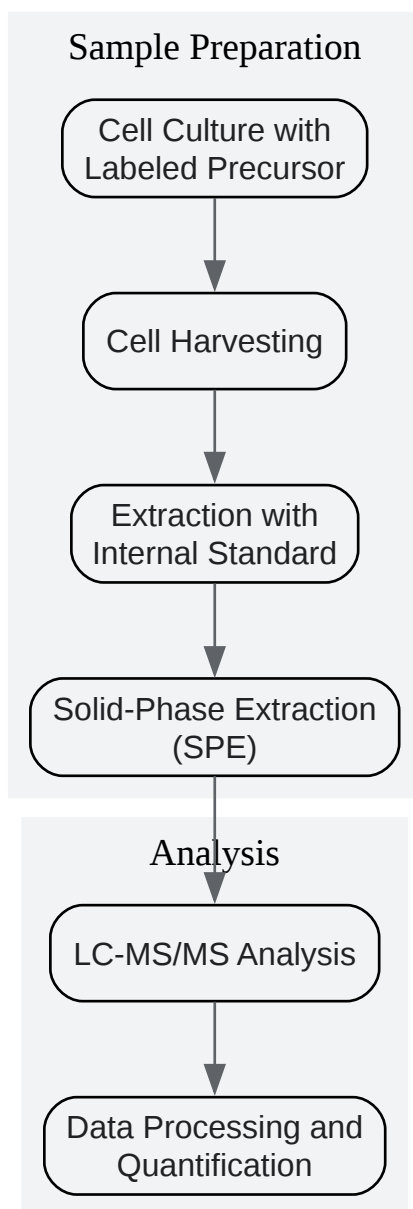 Sample Preparation
Cell Culture with
Labeled Precursor
Cell Harvesting
Extraction with
Internal Standard
Solid-Phase Extraction
(SPE)
Analysis
LC-MS/MS Analysis
Data Processing and
Quantification